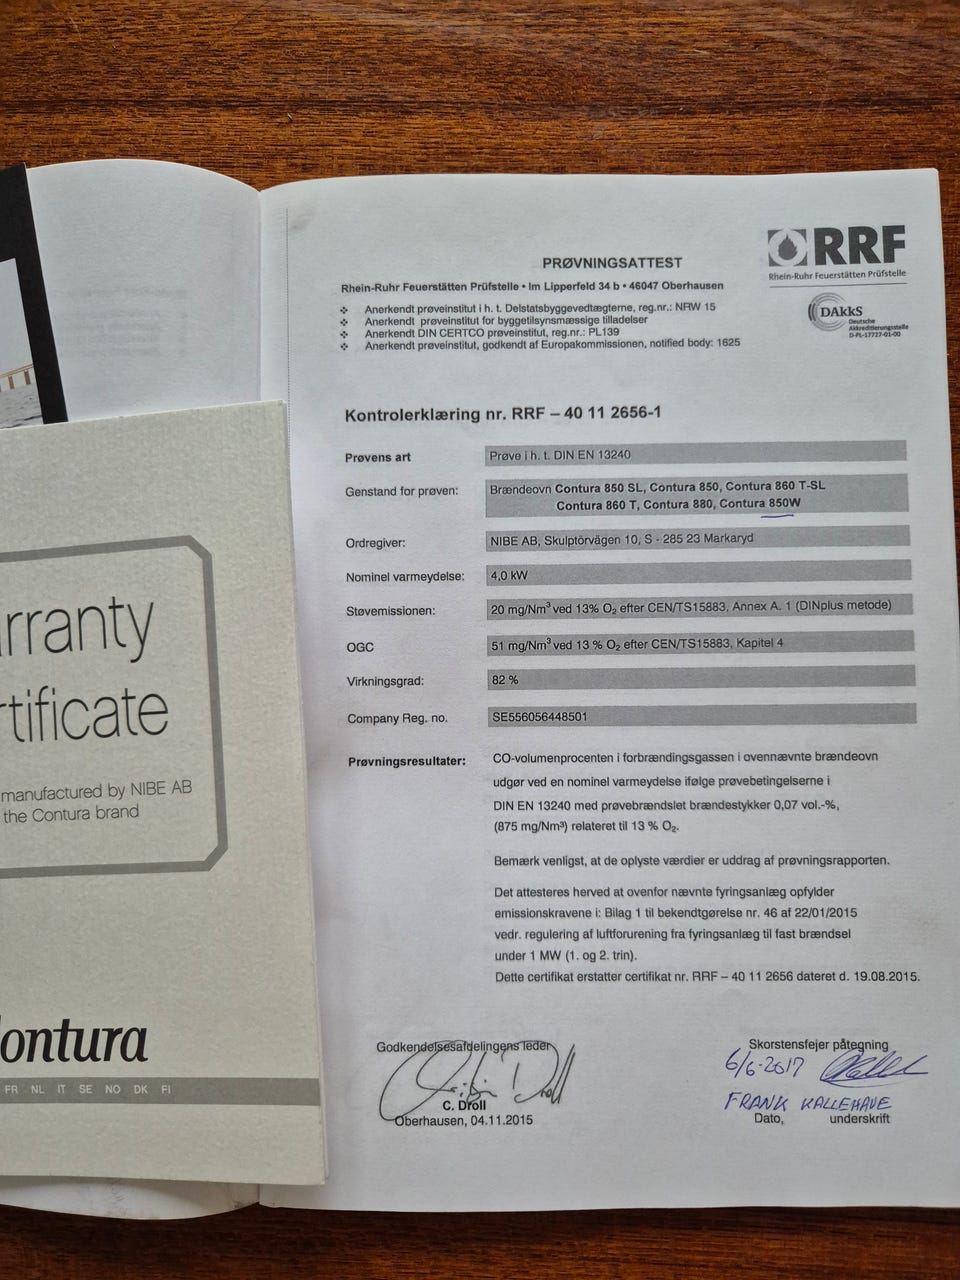 RRF
Rhein-Ruhr Feuerstätten Prüfstelle
DAkkS
Deutsche
Akkreditierungsstelle
D-PL-17727-01-00
PRØVNINGSATTEST
Rhein-Ruhr Feuerstätten Prüfstelle • Im Lipperfeld 34 b • 46047 Oberhausen
Anerkendt prøveinstitut i h. t. Delstatsbyggevedtægterne, reg.nr.: NRW 15
Anerkendt prøveinstitut for byggetilsynsmæssige tilladelser
Anerkendt DIN CERTCO prøveinstitut, reg.nr.: PL139
Anerkendt prøveinstitut, godkendt af Europakommissionen, notified body: 1625
Kontrolerklæring nr. RRF – 40 11 2656-1
Prøvens art Prøve i h. t. DIN EN 13240
Genstand for prøven: Brændeovn Contura 850 SL, Contura 850, Contura 860 T-SL
Contura 860 T, Contura 880, Contura 850W
Ordregiver: NIBE AB, Skulptörvägen 10, S - 285 23 Markaryd
Nominel varmeydelse: 4,0 kW
Støvemissionen: 20 mg/Nm³ ved 13% O₂ efter CEN/TS15883, Annex A. 1 (DINplus metode)
OGC 51 mg/Nm³ ved 13 % O₂ efter CEN/TS15883, Kapitel 4
Virkningsgrad: 82 %
Company Reg. no. SE556056448501
Prøvningsresultater: CO-volumenprocenten i forbrændingsgassen i ovennævnte brændeovn
udgør ved en nominel varmeydelse ifølge prøvebetingelserne i
DIN EN 13240 med prøvebrændslet brændestykker 0,07 vol.-%,
(875 mg/Nm³) relateret til 13 % O₂.
Bemærk venligst, at de oplyste værdier er uddrag af prøvningsrapporten.
Det attesteres herved at ovenfor nævnte fyringsanlæg opfylder
emissionskravene i: Bilag 1 til bekendtgørelse nr. 46 af 22/01/2015
vedr. regulering af luftforurening fra fyringsanlæg til fast brændsel
under 1 MW (1. og 2. trin).
Dette certifikat erstatter certifikat nr. RRF – 40 11 2656 dateret d. 19.08.2015.
Godkendelsesafdelingens leder
C. Droll
Oberhausen, 04.11.2015
Skorstensfejer påtegning
6/6-2017
FRANK KALLEHAVE
Dato, underskrift
rranty
rtificate
manufactured by NIBE AB
the Contura brand
ontura
FR NL IT SE NO DK FI